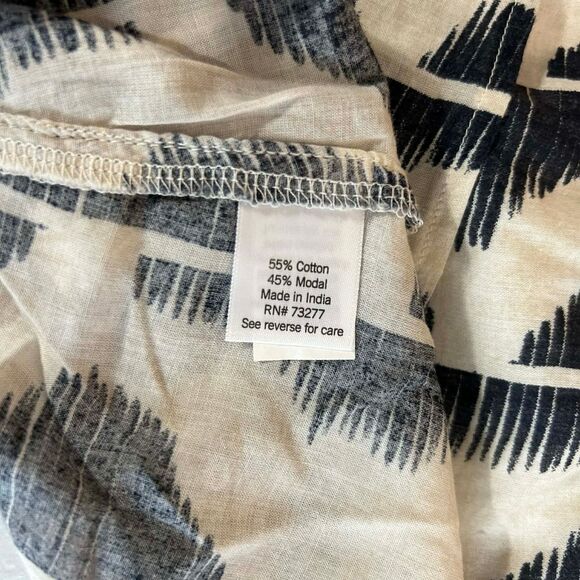 55% Cotton
45% Modal
Made in India
RN# 73277
See reverse for care